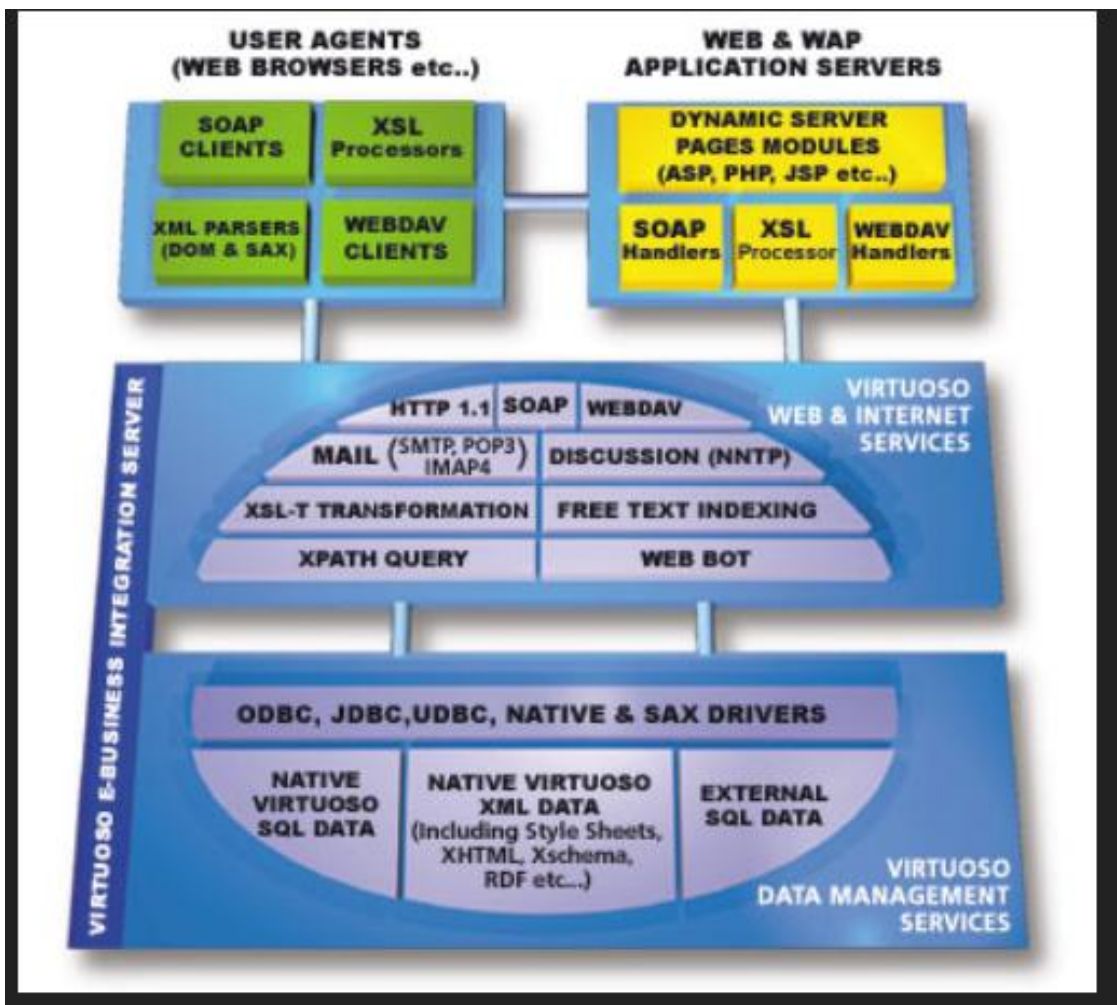 USER AGENTS
(WEB BROWSERS etc..)
WEB & WAP
APPLICATION SERVERS
SOAP
CLIENTS
XSL
Processors
XML PARSERS
(DOM & SAX)
WEBDAV
CLIENTS
DYNAMIC SERVER
PAGES MODULES
(ASP, PHP, JSP etc..)
SOAP
Handlers
XSL
Processor
WEBDAV
Handlers
VIRTUOSO E-BUSINESS INTEGRATION SERVER
VIRTUOSO
WEB & INTERNET
SERVICES
HTTP 1.1
SOAP
WEBDAV
MAIL (SMTP, POP3
IMAP4)
DISCUSSION (NNTP)
XSL-T TRANSFORMATION
FREE TEXT INDEXING
XPATH QUERY
WEB BOT
ODBC, JDBC,UDBC, NATIVE & SAX DRIVERS
NATIVE
VIRTUOSO
SQL DATA
NATIVE VIRTUOSO
XML DATA
(Including Style Sheets,
XHTML, Xschema,
RDF etc...)
EXTERNAL
SQL DATA
VIRTUOSO
DATA MANAGEMENT
SERVICES